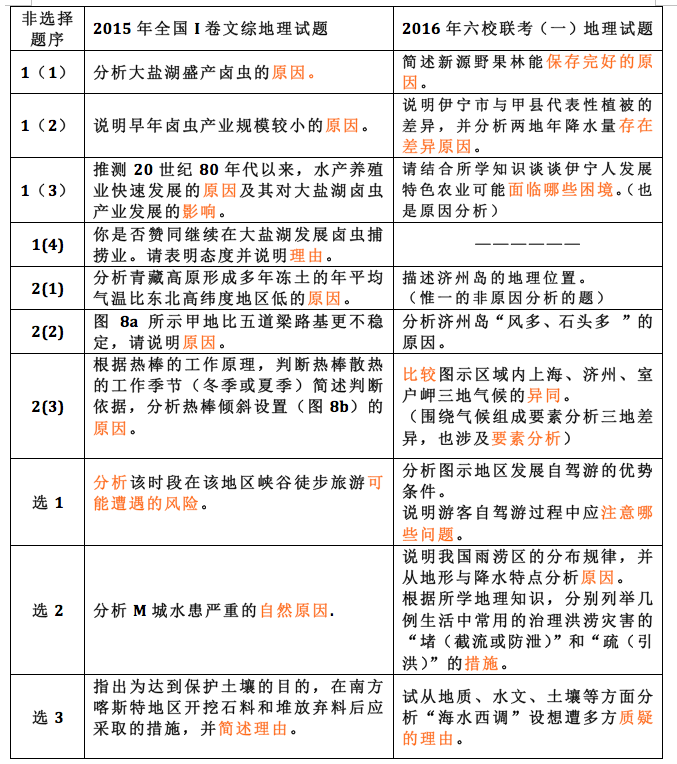 非选择题序
2015 年全国 I 卷文综地理试题
2016 年六校联考（一）地理试题
1（1）
分析大盐湖盛产卤虫的原因。
简述新源野果林能保存完好的原
因。
1（2）
说明早年卤虫产业规模较小的原因。
说明伊宁市与甲县代表性植被的
差异，并分析两地年降水量存在
差异原因。
1（3）
推测 20 世纪 80 年代以来，水产养殖
业快速发展的原因及其对大盐湖卤虫
产业发展的影响。
请结合所学知识谈谈伊宁人发展
特色农业可能面临哪些困境。（也
是原因分析）
1(4)
你是否赞同继续在大盐湖发展卤虫捕
捞业。请表明态度并说明理由。
——————
2(1)
分析青藏高原形成多年冻土的年平均
气温比东北高纬度地区低的原因。
描述济州岛的地理位置。
（惟一的非原因分析的题）
2(2)
图 8a 所示甲地比五道梁路基更不稳
定，请说明原因。
分析济州岛“风多、石头多 ”的
原因。
2(3)
根据热棒的工作原理，判断热棒散热
的工作季节（冬季或夏季）简述判断
依据，分析热棒倾斜设置（图 8b）的
原因。
比较图示区域内上海、济州、室
户岬三地气候的异同。
（围绕气候组成要素分析三地差
异，也涉及要素分析）
选 1
分析该时段在该地区峡谷徒步旅游可
能遭遇的风险。
分析图示地区发展自驾游的优势
条件。
说明游客自驾游过程中应注意哪
些问题。
选 2
分析 M 城水患严重的自然原因.
说明我国雨涝区的分布规律，并
从地形与降水特点分析原因。
根据所学地理知识，分别列举几
例生活中常用的治理洪涝灾害的
“堵（截流或防泄）”和“疏（引
洪）”的措施。
选 3
指出为达到保护土壤的目的，在南方
喀斯特地区开挖石料和堆放弃料后应
采取的措施，并简述理由。
试从地质、水文、土壤等方面分
析“海水西调”设想遭多方质疑
的理由。